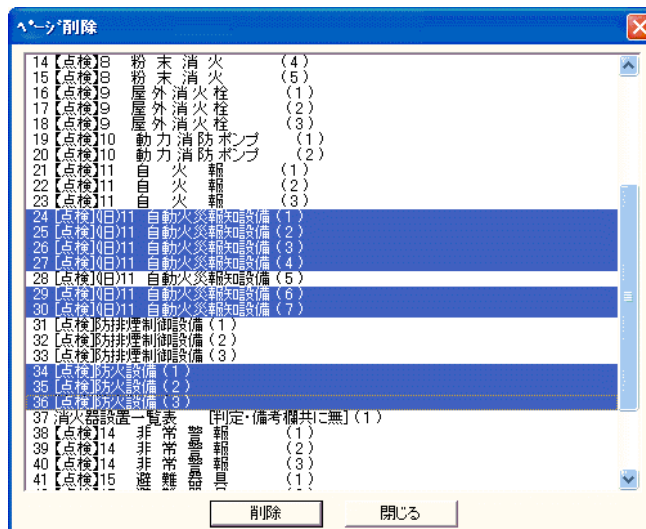 ページ削除
14【点検】8 粉 末 消 火 (4)
15【点検】8 粉 末 消 火 (5)
16【点検】9 屋 外 消 火 栓 (1)
17【点検】9 屋 外 消 火 栓 (2)
18【点検】9 屋 外 消 火 栓 (3)
19【点検】10 動 力 消 防 ポンプ (1)
20【点検】10 動 力 消 防 ポンプ (2)
21【点検】11 自 火 報 (1)
22【点検】11 自 火 報 (2)
23【点検】11 自 火 報 (3)
24 [点検](旧)11 自動火災報知設備(1)
25 [点検](旧)11 自動火災報知設備(2)
26 [点検](旧)11 自動火災報知設備(3)
27 [点検](旧)11 自動火災報知設備(4)
28 [点検](旧)11 自動火災報知設備(5)
29 [点検](旧)11 自動火災報知設備(6)
30 [点検](旧)11 自動火災報知設備(7)
31 [点検]防排煙制御設備(1)
32 [点検]防排煙制御設備(2)
33 [点検]防排煙制御設備(3)
34 [点検]防火設備(1)
35 [点検]防火設備(2)
36 [点検]防火設備(3)
37 消火器設置一覧表 [判定・備考欄共に無](1)
38【点検】14 非 常 警 報 (1)
39【点検】14 非 常 警 報 (2)
40【点検】14 非 常 警 報 (3)
41【点検】15 避 難 器 具 (1)
削除 閉じる